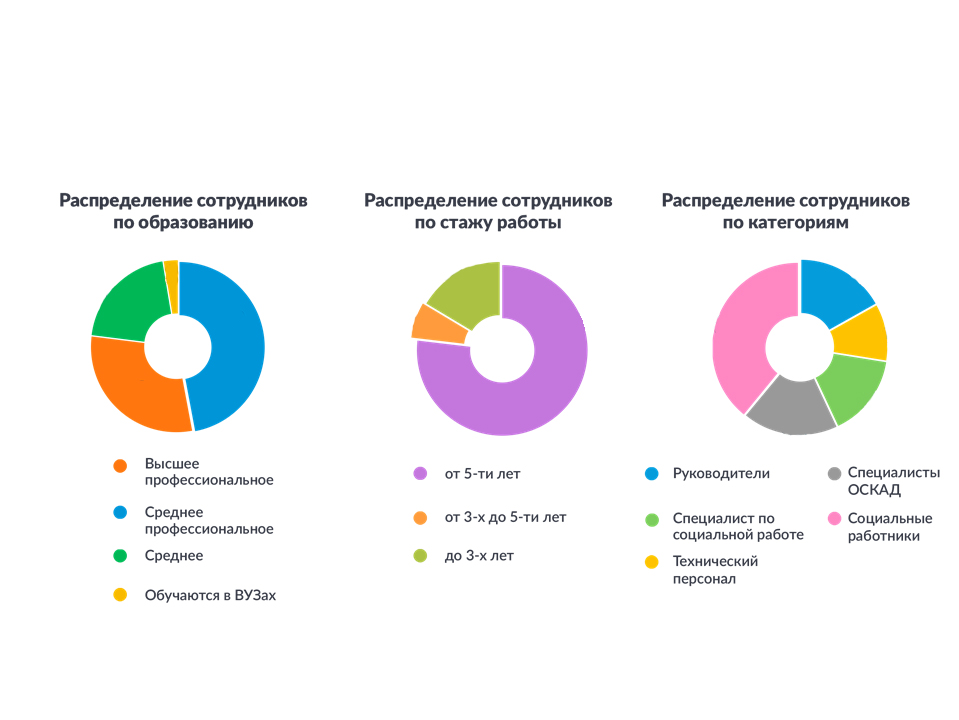 Распределение сотрудников
по образованию
Распределение сотрудников
по стажу работы
Распределение сотрудников
по категориям
Высшее
профессиональное
Среднее
профессиональное
Среднее
Обучаются в ВУЗах
от 5-ти лет
от 3-х до 5-ти лет
до 3-х лет
Руководители
Специалист по
социальной работе
Технический
персонал
Специалисты
ОСКАД
Социальные
работники